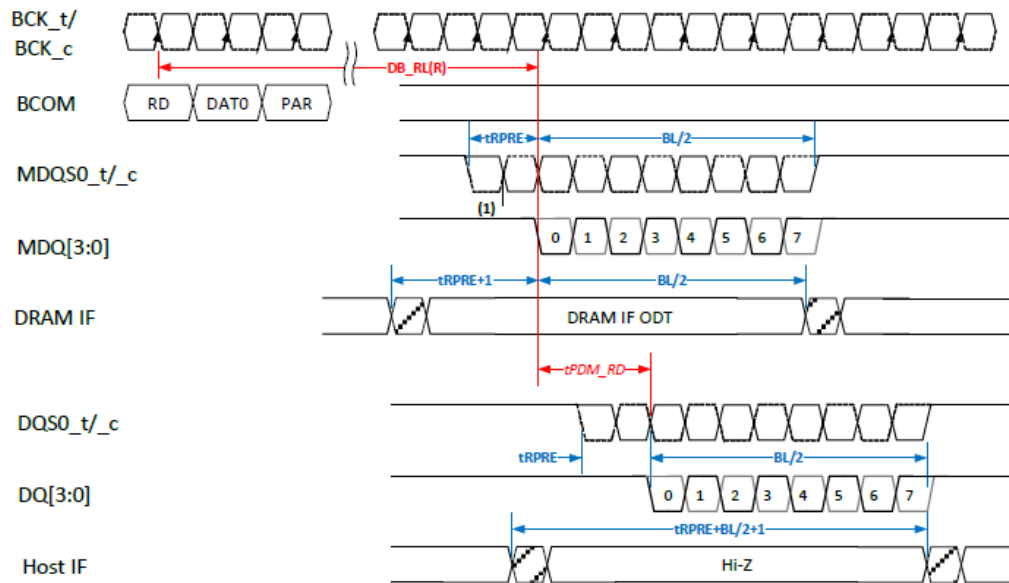 BCK_t/
BCK_c
DB_RL(R)
BCOM
RD
DAT0
PAR
tRPRE
BL/2
MDQS0_t/_c
(1)
MDQ[3:0]
0 1 2 3 4 5 6 7
tRPRE+1
BL/2
DRAM IF
DRAM IF ODT
tPDM_RD
DQS0_t/_c
tRPRE
BL/2
DQ[3:0]
0 1 2 3 4 5 6 7
tRPRE+BL/2+1
Host IF
Hi-Z